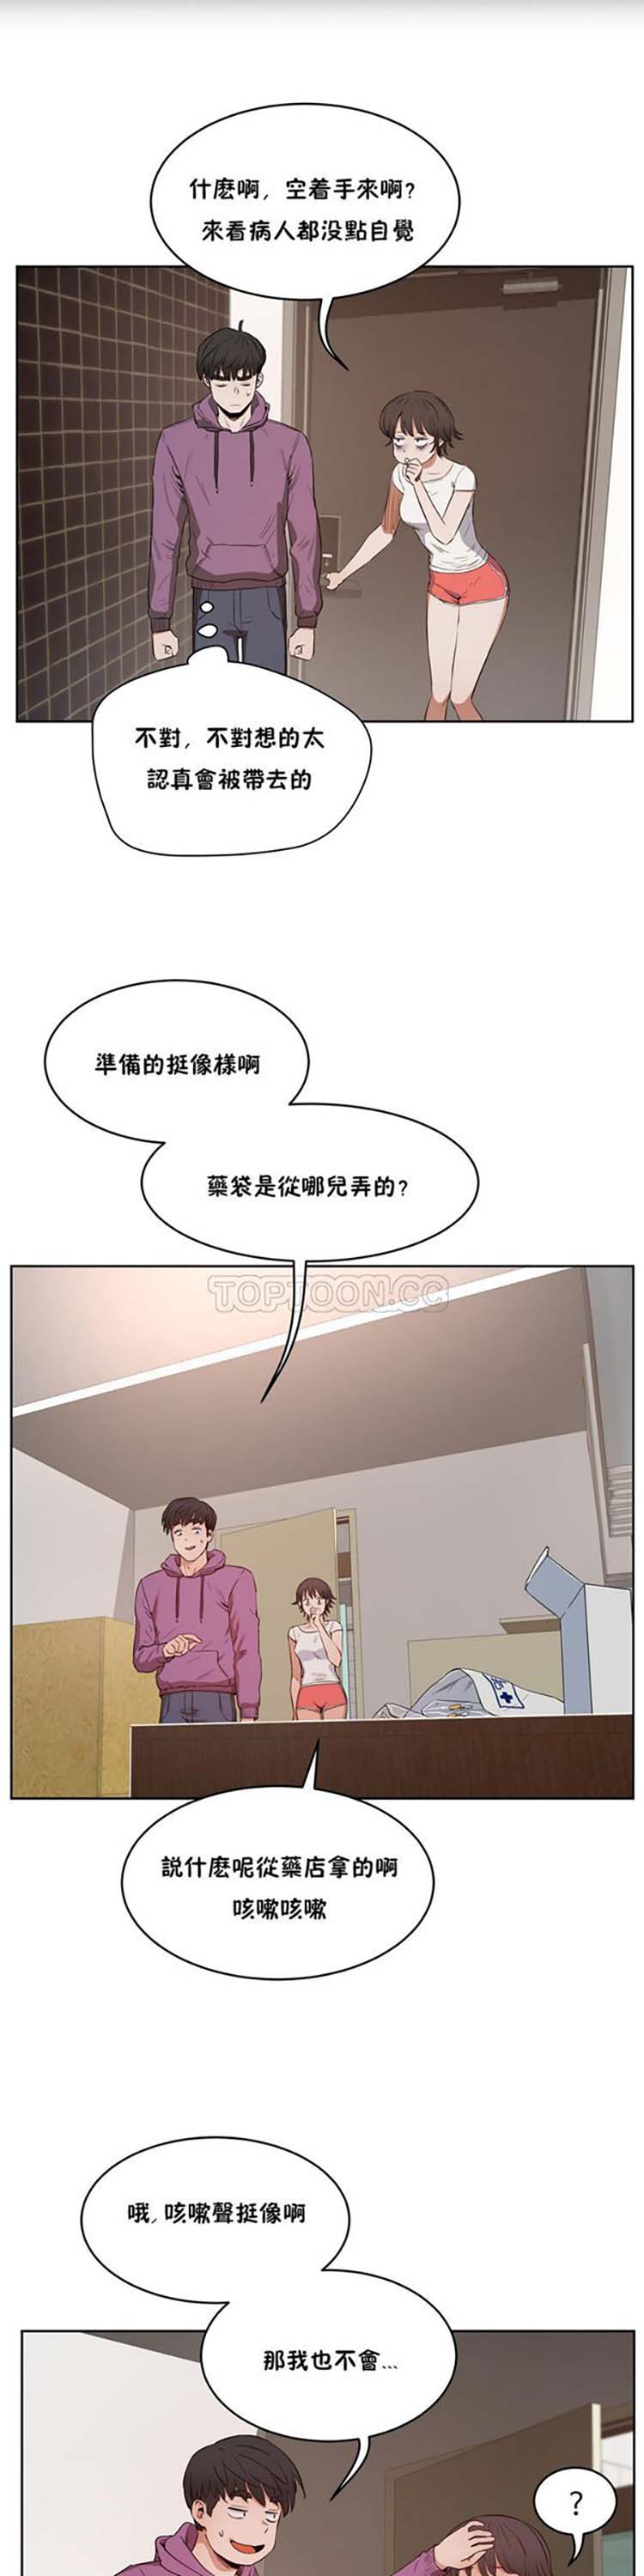 什麽啊，空着手來啊?
來看病人都没點自覺
不對，不對想的太
認真會被帶去的
準備的挺像樣啊
藥袋是從哪兒弄的?
TOPTOON.CC
說什麽呢從藥店拿的啊
咳嗽咳嗽
哦,咳嗽聲挺像啊
那我也不會...
?